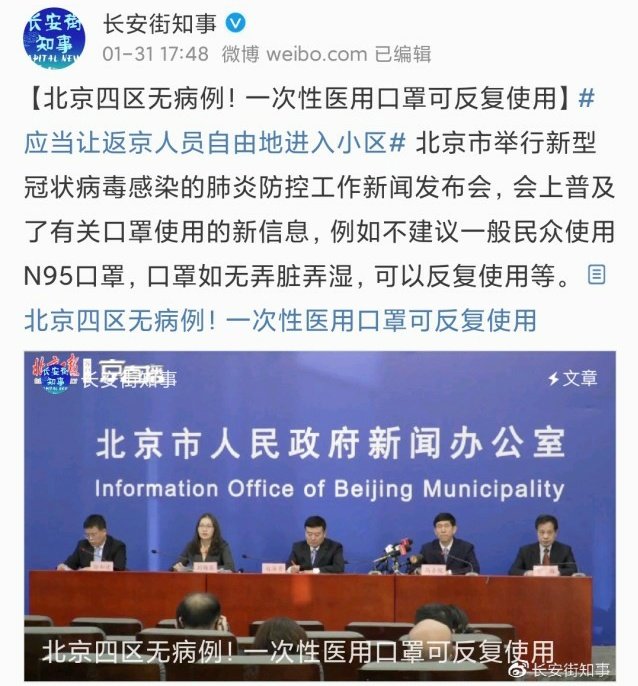 长安街知事
长安街
知事
CAPITAL NEWS
01-31 17:48 微博 weibo.com 已编辑
【北京四区无病例！一次性医用口罩可反复使用】#
应当让返京人员自由地进入小区# 北京市举行新型
冠状病毒感染的肺炎防控工作新闻发布会，会上普及
了有关口罩使用的新信息，例如不建议一般民众使用
N95口罩，口罩如无弄脏弄湿，可以反复使用等。
北京四区无病例！一次性医用口罩可反复使用
长安街知事
文章
北京市人民政府新闻办公室
Information Office of Beijing Municipality
北京四区无病例！一次性医用口罩可反复使用
长安街知事